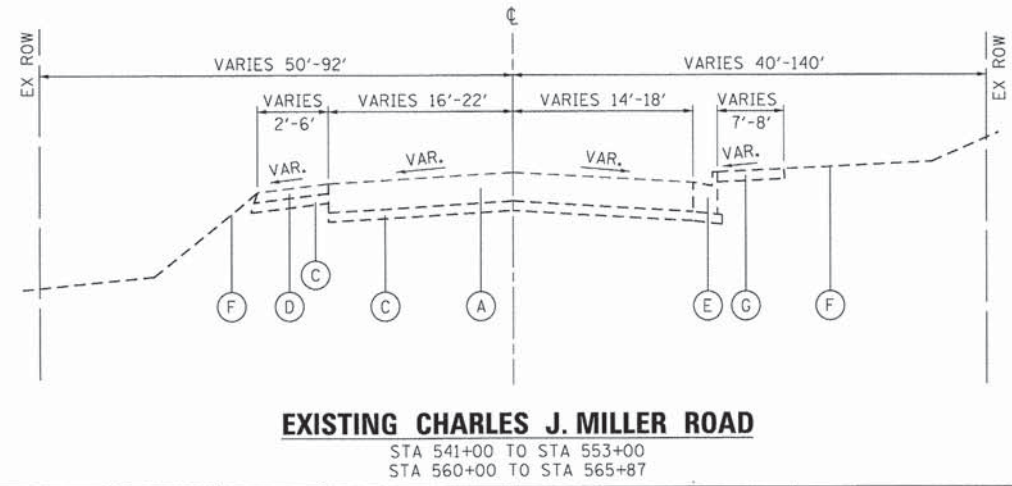 ℄
EX ROW
VARIES 50'-92'
VARIES 40'-140'
EX ROW
VARIES
2'-6'
VARIES 16'-22'
VARIES 14'-18'
VARIES
7'-8'
VAR.
VAR.
VAR.
VAR.
F
D
C
C
A
E
G
F
EXISTING CHARLES J. MILLER ROAD
STA 541+00 TO STA 553+00
STA 560+00 TO STA 565+87